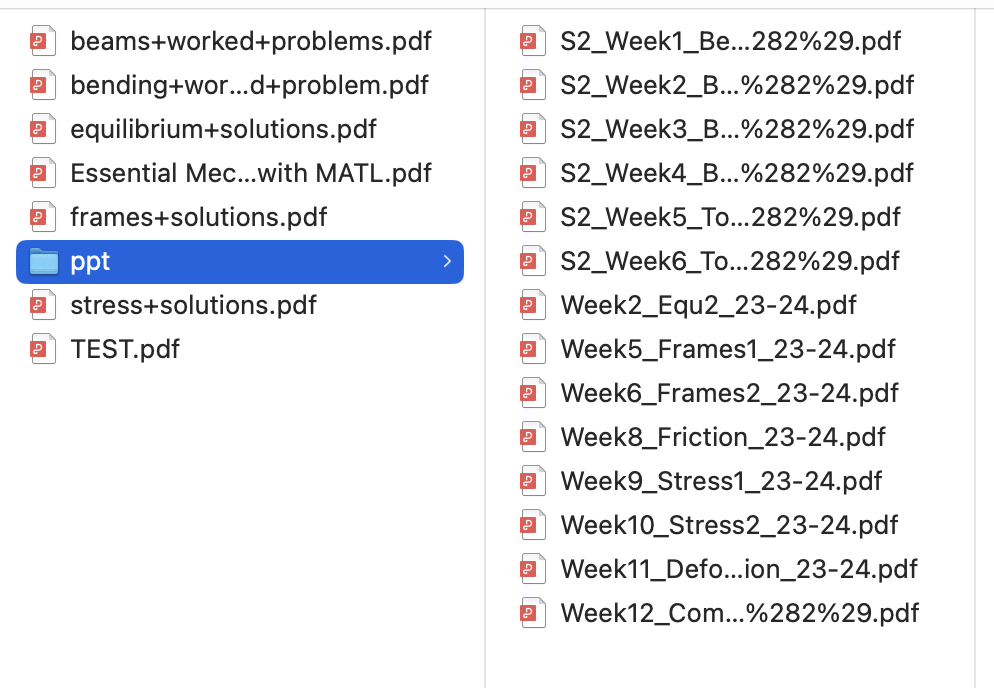 beams+worked+problems.pdf
bending+wor...d+problem.pdf
equilibrium+solutions.pdf
Essential Mec...with MATL.pdf
frames+solutions.pdf
ppt
stress+solutions.pdf
TEST.pdf
S2_Week1_Be...282%29.pdf
S2_Week2_B...%282%29.pdf
S2_Week3_B...%282%29.pdf
S2_Week4_B...%282%29.pdf
S2_Week5_To...282%29.pdf
S2_Week6_To...282%29.pdf
Week2_Equ2_23-24.pdf
Week5_Frames1_23-24.pdf
Week6_Frames2_23-24.pdf
Week8_Friction_23-24.pdf
Week9_Stress1_23-24.pdf
Week10_Stress2_23-24.pdf
Week11_Defo...ion_23-24.pdf
Week12_Com...%282%29.pdf